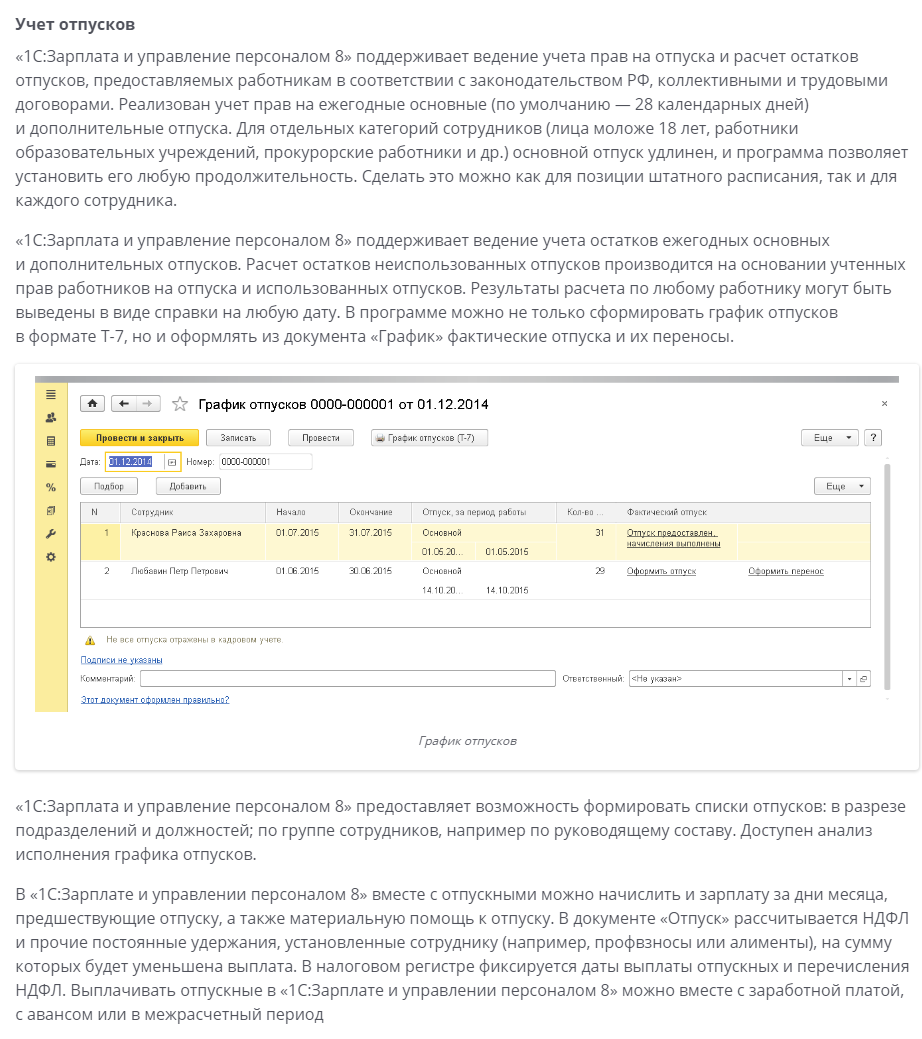 Учет отпусков
«1С:Зарплата и управление персоналом 8» поддерживает ведение учета прав на отпуска и расчет остатков
отпусков, предоставляемых работникам в соответствии с законодательством РФ, коллективными и трудовыми
договорами. Реализован учет прав на ежегодные основные (по умолчанию — 28 календарных дней)
и дополнительные отпуска. Для отдельных категорий сотрудников (лица моложе 18 лет, работники
образовательных учреждений, прокурорские работники и др.) основной отпуск удлинен, и программа позволяет
установить его любую продолжительность. Сделать это можно как для позиции штатного расписания, так и для
каждого сотрудника.
«1С:Зарплата и управление персоналом 8» поддерживает ведение учета остатков ежегодных основных
и дополнительных отпусков. Расчет остатков неиспользованных отпусков производится на основании учтенных
прав работников на отпуска и использованных отпусков. Результаты расчета по любому работнику могут быть
выведены в виде справки на любую дату. В программе можно не только сформировать график отпусков
в формате Т-7, но и оформлять из документа «График» фактические отпуска и их переносы.
График отпусков 0000-000001 от 01.12.2014 ×
Провести и закрыть Записать Провести График отпусков (Т-7) Еще ?
Дата: 01.12.2014 Номер: 0000-000001
Подбор Добавить Еще
N Сотрудник Начало Окончание Отпуск, за период работы Кол-во ... Фактический отпуск
1 Краснова Раиса Захаровна 01.07.2015 31.07.2015 Основной 31 Отпуск предоставлен,
начисления выполнены
01.05.20... 01.05.2015
2 Любавин Петр Петрович 01.06.2015 30.06.2015 Основной 29 Оформить отпуск Оформить перенос
14.10.20... 14.10.2015
Не все отпуска отражены в кадровом учете.
Подписи не указаны
Комментарий: Ответственный: <Не указан>
Этот документ оформлен правильно?
График отпусков
«1С:Зарплата и управление персоналом 8» предоставляет возможность формировать списки отпусков: в разрезе
подразделений и должностей; по группе сотрудников, например по руководящему составу. Доступен анализ
исполнения графика отпусков.
В «1С:Зарплате и управлении персоналом 8» вместе с отпускными можно начислить и зарплату за дни месяца,
предшествующие отпуску, а также материальную помощь к отпуску. В документе «Отпуск» рассчитывается НДФЛ
и прочие постоянные удержания, установленные сотруднику (например, профвзносы или алименты), на сумму
которых будет уменьшена выплата. В налоговом регистре фиксируется даты выплаты отпускных и перечисления
НДФЛ. Выплачивать отпускные в «1С:Зарплате и управлении персоналом 8» можно вместе с заработной платой,
с авансом или в межрасчетный период